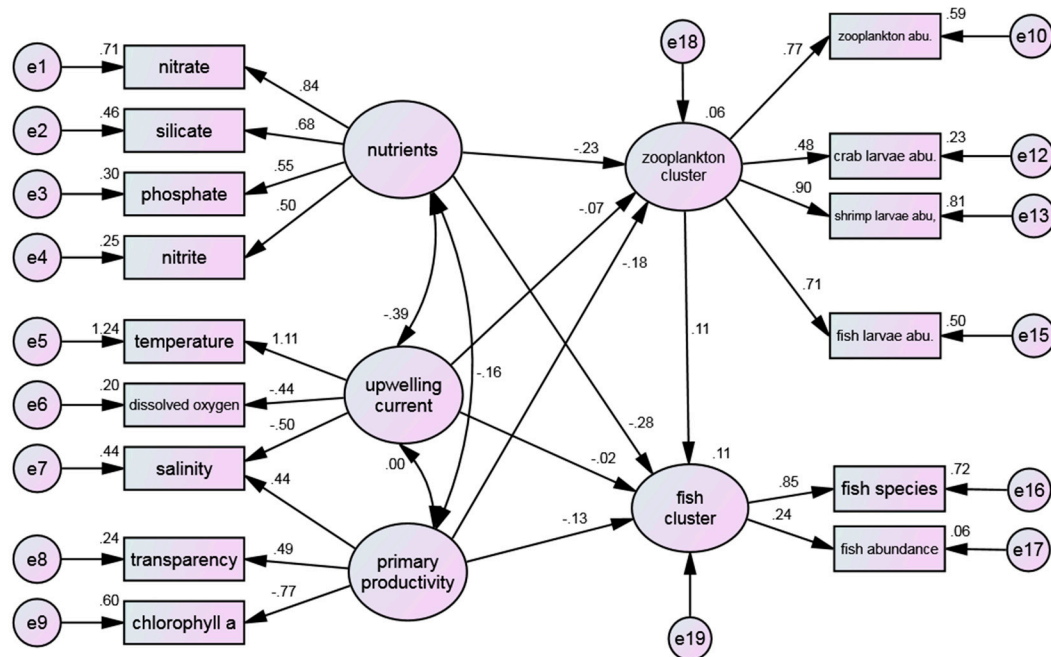 e1
.71
nitrate
.84
e2
.46
silicate
.68
e3
.30
phosphate
.55
e4
.25
nitrite
.50
nutrients
e5
1.24
temperature
1.11
e6
.20
dissolved oxygen
-.44
e7
.44
salinity
-.50
.44
e8
.24
transparency
.49
e9
.60
chlorophyll a
-.77
upwelling
current
primary
productivity
-.39
-.16
.00
-.23
-.07
-.18
-.28
-.02
-.13
.11
e18
.06
zooplankton
cluster
.77
.48
.90
.71
zooplankton abu.
.59
e10
crab larvae abu.
.23
e12
shrimp larvae abu,
.81
e13
fish larvae abu.
.50
e15
.11
fish
cluster
e19
.85
.24
fish species
.72
e16
fish abundance
.06
e17